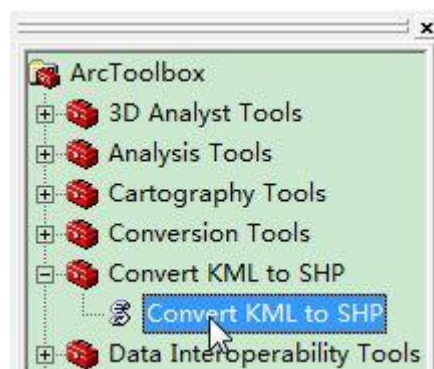 ArcToolbox
3D Analyst Tools
Analysis Tools
Cartography Tools
Conversion Tools
Convert KML to SHP
Convert KML to SHP
Data Interoperability Tools